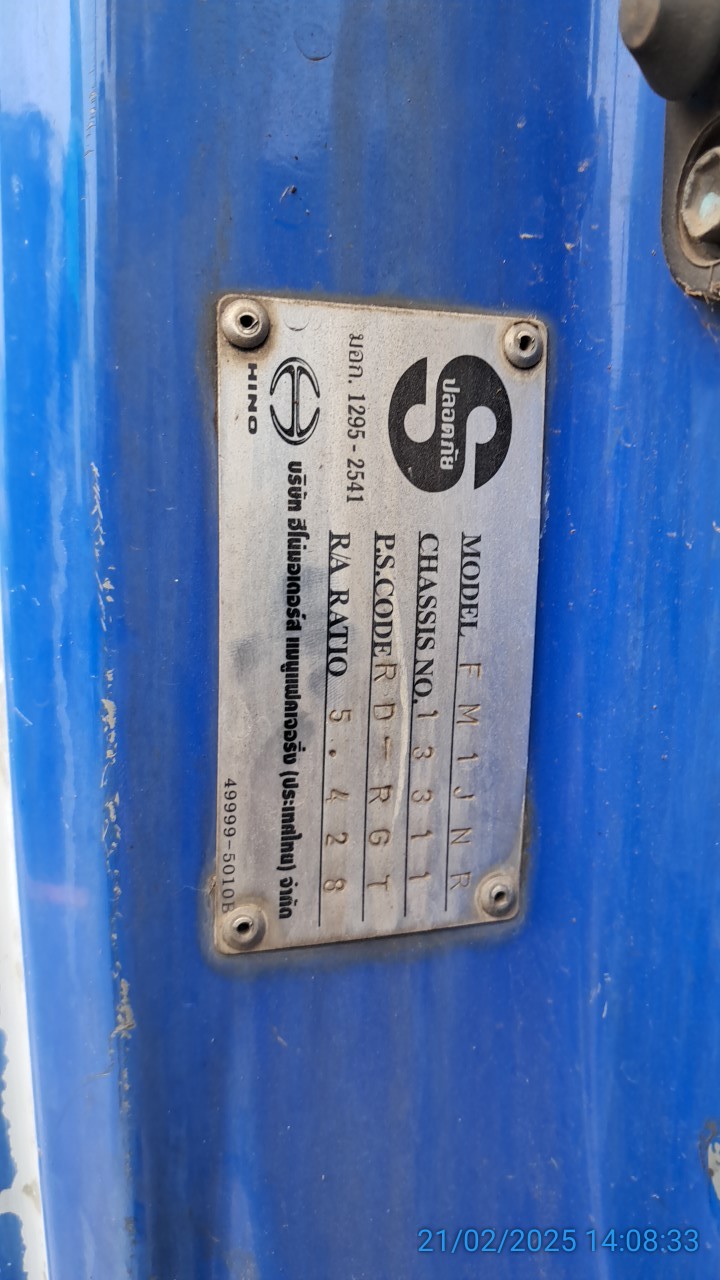 ปลอดภัย
มอก. 1295 - 2541
MODEL FM1JNR
CHASSIS NO. 13311
P.S.CODE RD-RGT
R/A RATIO 5.428
HINO
บริษัท ฮีโน่มอเตอร์ส แมนูแฟคเจอริ่ง (ประเทศไทย) จำกัด
49999-5010B
21/02/2025 14:08:33